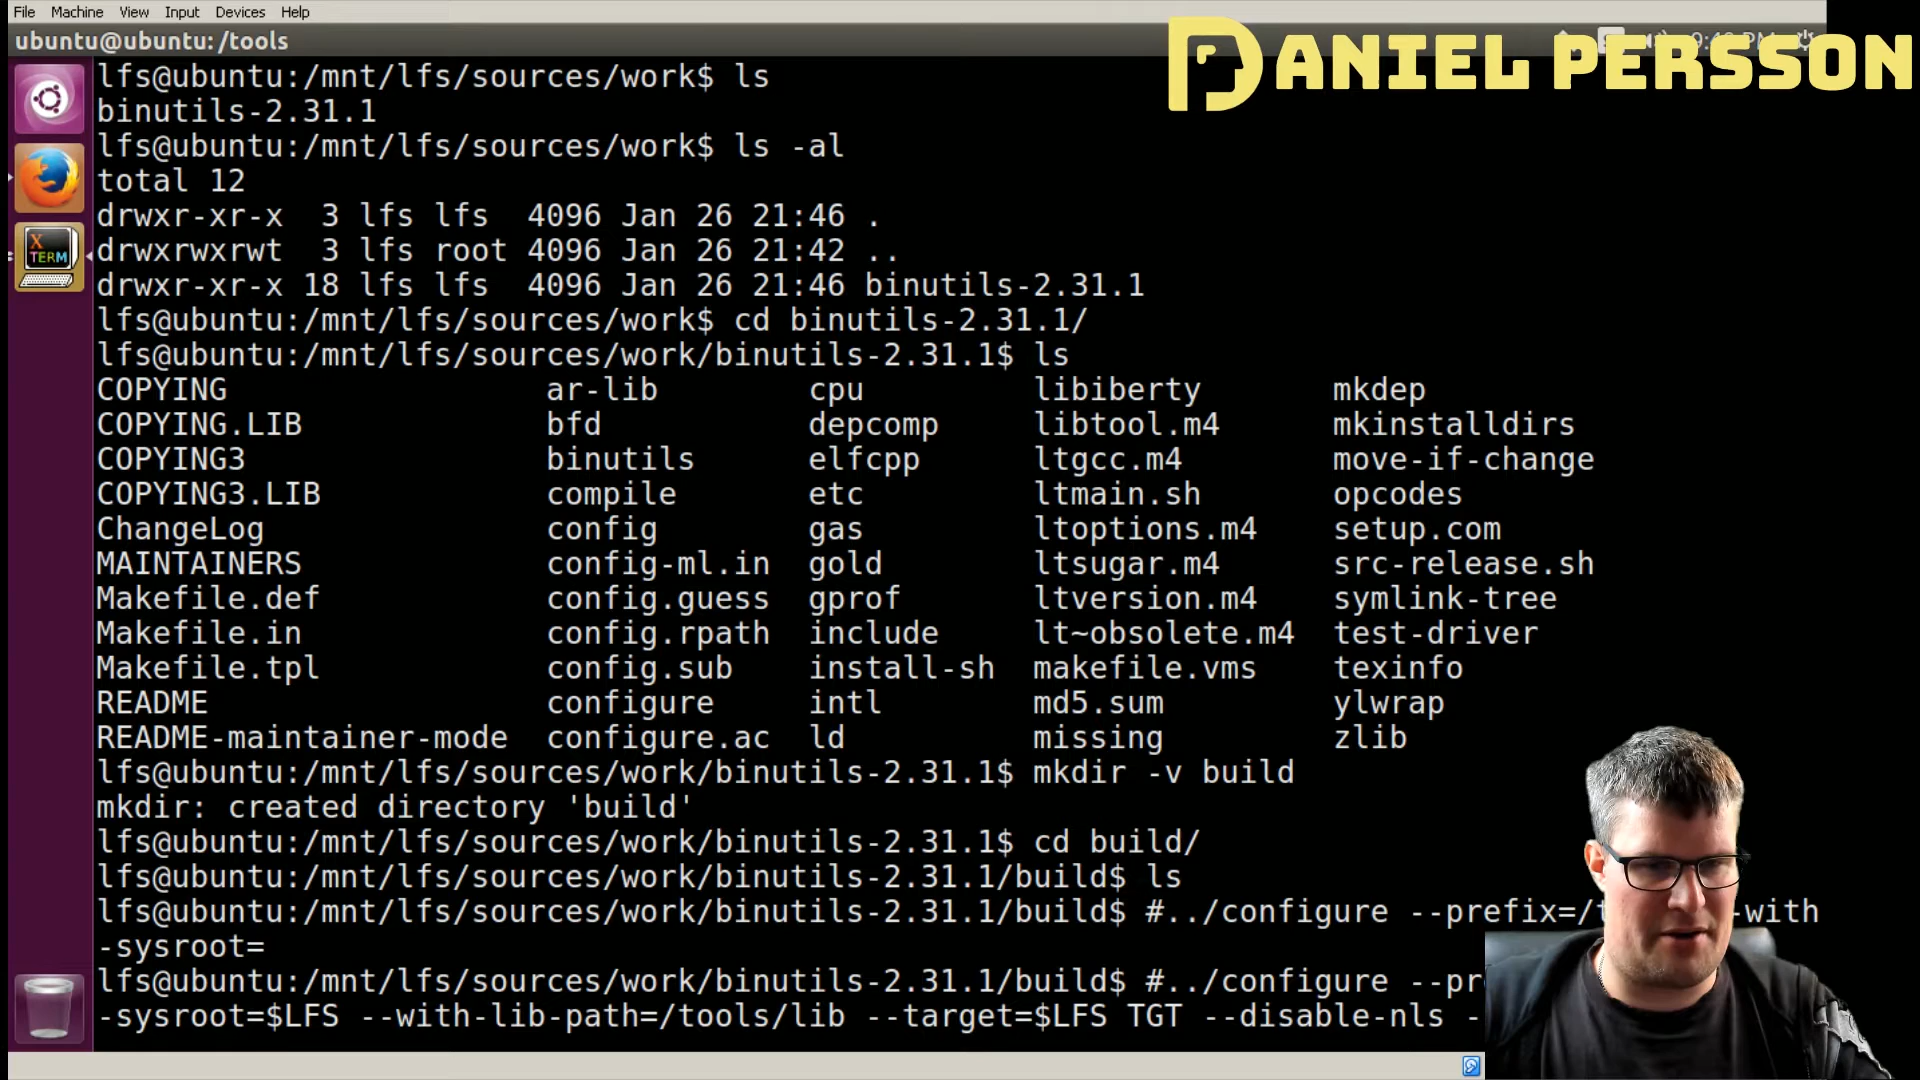 File Machine View Input Devices Help
DANIEL PERSSON
ubuntu@ubuntu: /tools
lfs@ubuntu:/mnt/lfs/sources/work$ ls
binutils-2.31.1
lfs@ubuntu:/mnt/lfs/sources/work$ ls -al
total 12
drwxr-xr-x 3 lfs lfs 4096 Jan 26 21:46 .
drwxrwxrwt 3 lfs root 4096 Jan 26 21:42 ..
drwxr-xr-x 18 lfs lfs 4096 Jan 26 21:46 binutils-2.31.1
lfs@ubuntu:/mnt/lfs/sources/work$ cd binutils-2.31.1/
lfs@ubuntu:/mnt/lfs/sources/work/binutils-2.31.1$ ls
COPYING ar-lib cpu libiberty mkdep
COPYING.LIB bfd depcomp libtool.m4 mkinstalldirs
COPYING3 binutils elfcpp ltgcc.m4 move-if-change
COPYING3.LIB compile etc ltmain.sh opcodes
ChangeLog config gas ltoptions.m4 setup.com
MAINTAINERS config-ml.in gold ltsugar.m4 src-release.sh
Makefile.def config.guess gprof ltversion.m4 symlink-tree
Makefile.in config.rpath include lt~obsolete.m4 test-driver
Makefile.tpl config.sub install-sh makefile.vms texinfo
README configure intl md5.sum ylwrap
README-maintainer-mode configure.ac ld missing zlib
lfs@ubuntu:/mnt/lfs/sources/work/binutils-2.31.1$ mkdir -v build
mkdir: created directory 'build'
lfs@ubuntu:/mnt/lfs/sources/work/binutils-2.31.1$ cd build/
lfs@ubuntu:/mnt/lfs/sources/work/binutils-2.31.1/build$ ls
lfs@ubuntu:/mnt/lfs/sources/work/binutils-2.31.1/build$ #../configure --prefix=/t -with
-sysroot=
lfs@ubuntu:/mnt/lfs/sources/work/binutils-2.31.1/build$ #../configure --pr
-sysroot=$LFS --with-lib-path=/tools/lib --target=$LFS TGT --disable-nls -
X
TERM